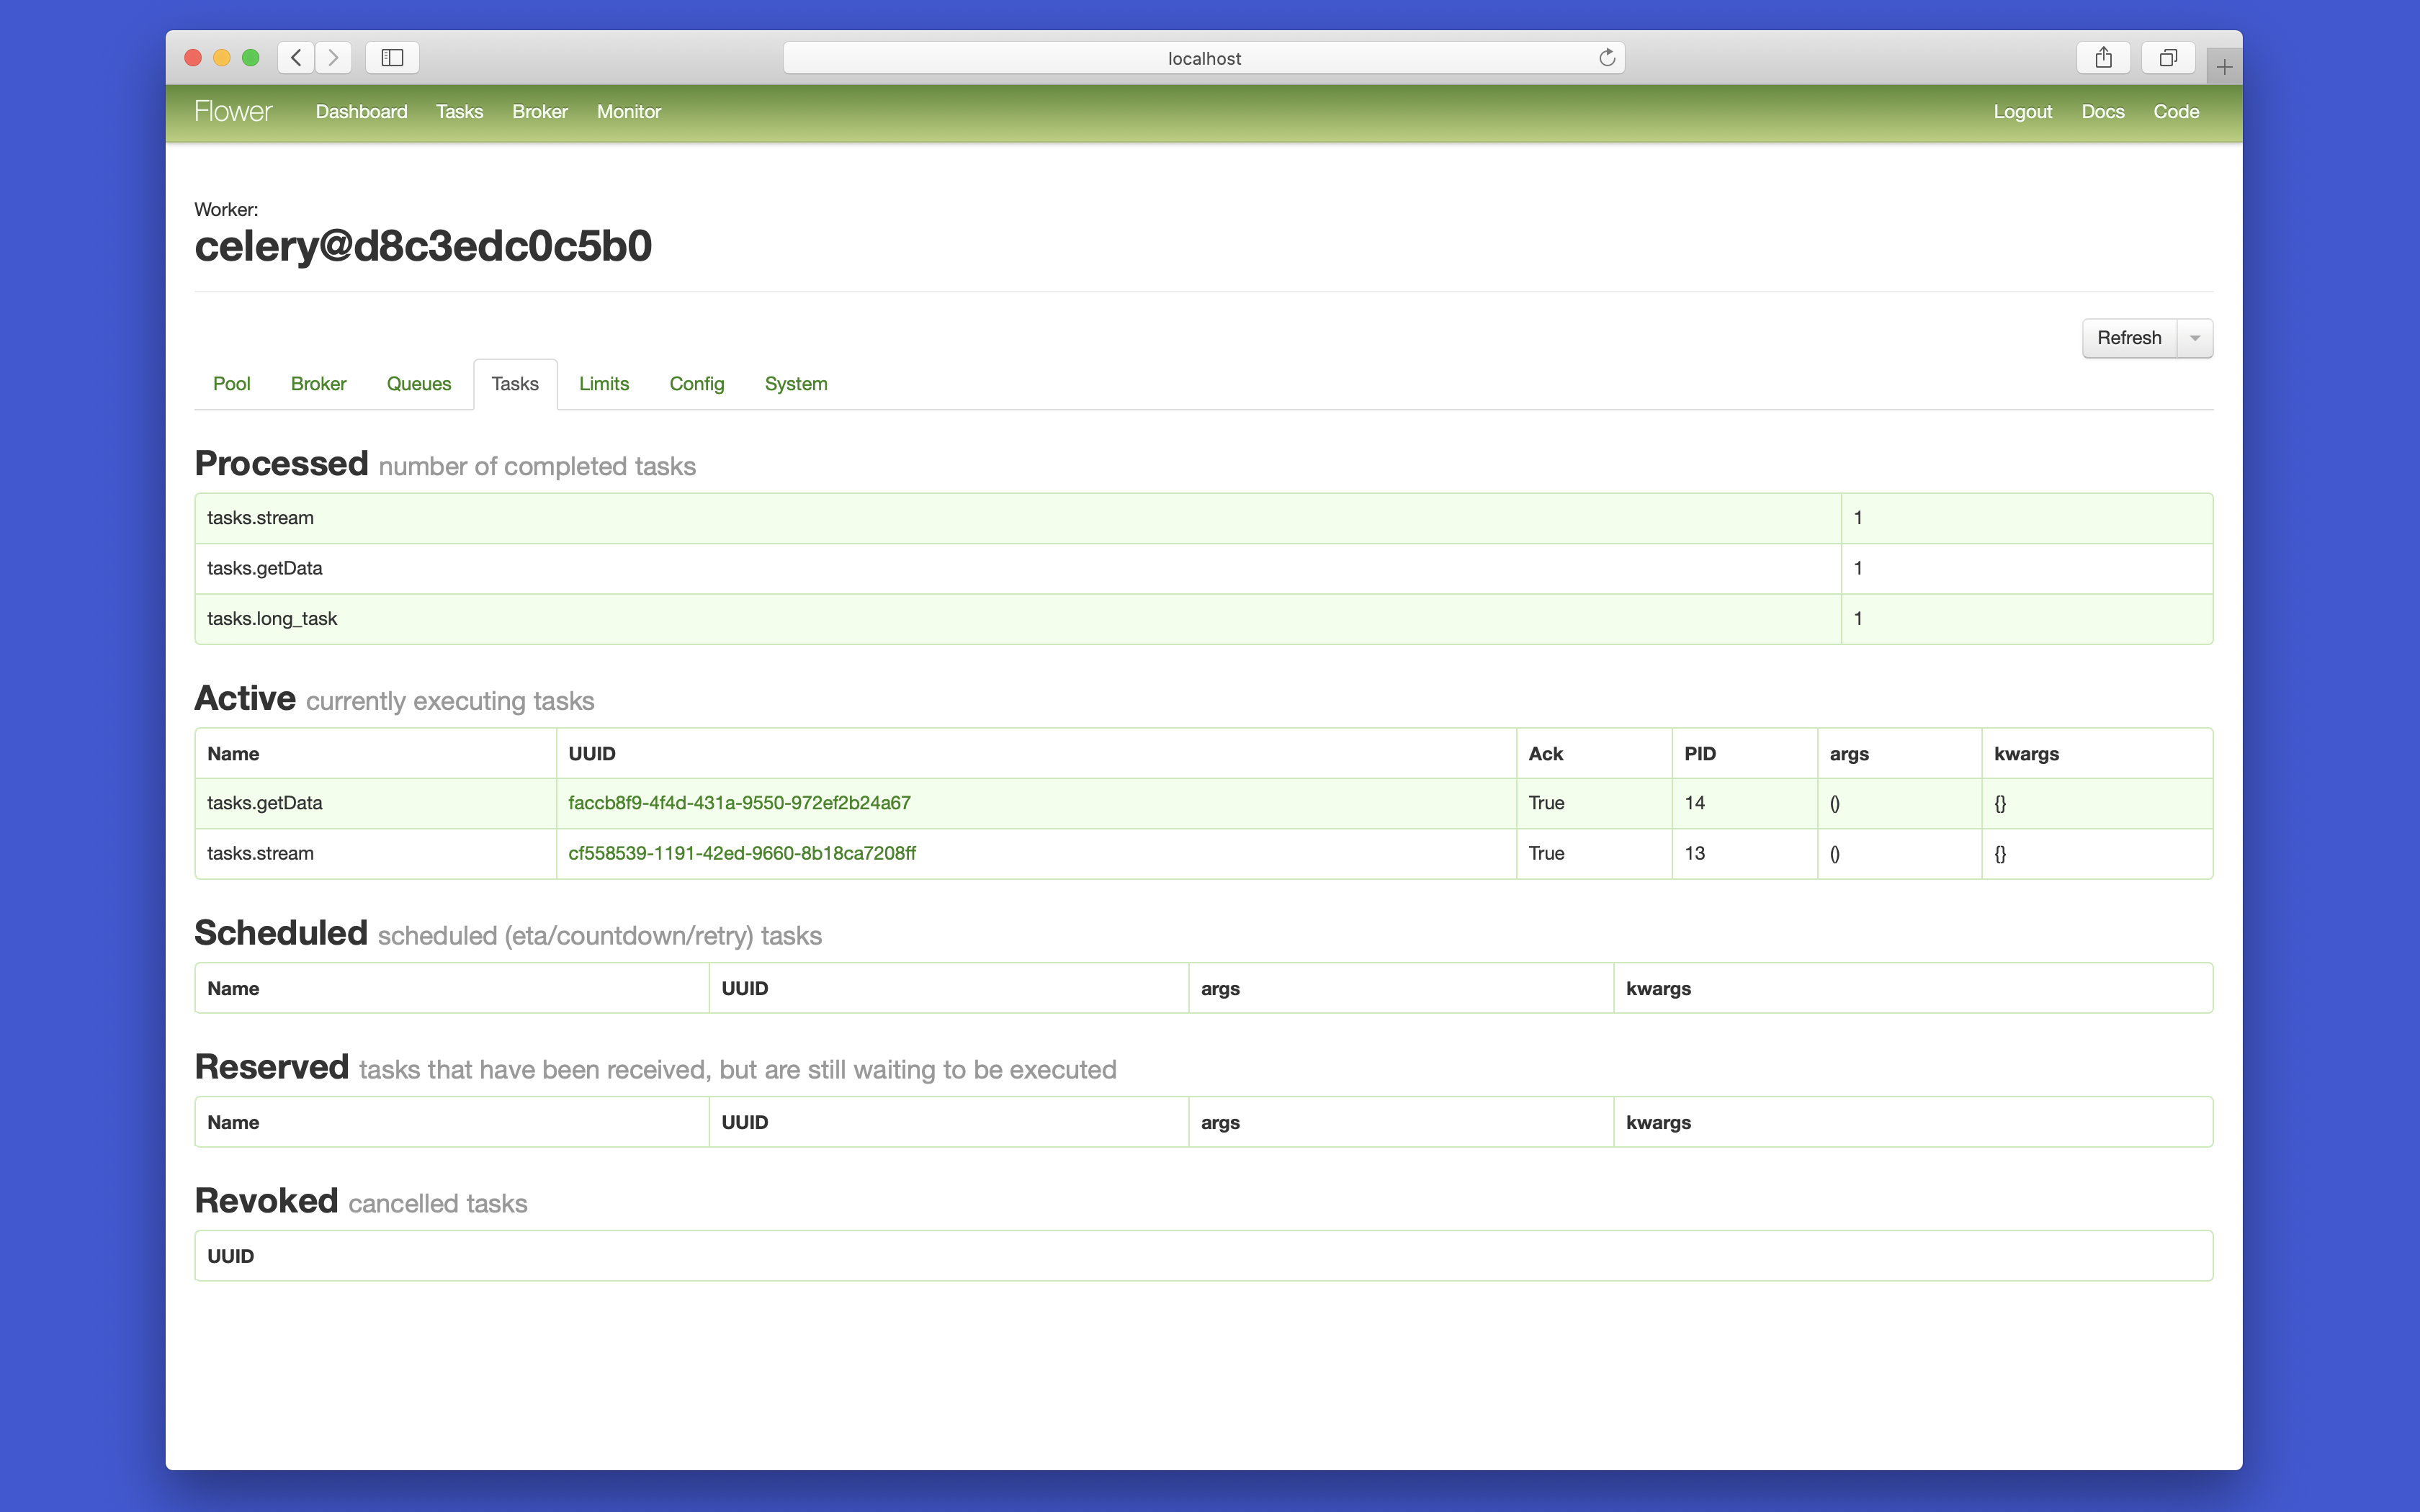 localhost
Flower Dashboard Tasks Broker Monitor Logout Docs Code
Worker:
celery@d8c3edc0c5b0
Refresh
Pool Broker Queues Tasks Limits Config System
Processed number of completed tasks
tasks.stream 1
tasks.getData 1
tasks.long_task 1
Active currently executing tasks
Name UUID Ack PID args kwargs
tasks.getData faccb8f9-4f4d-431a-9550-972ef2b24a67 True 14 () {}
tasks.stream cf558539-1191-42ed-9660-8b18ca7208ff True 13 () {}
Scheduled scheduled (eta/countdown/retry) tasks
Name UUID args kwargs
Reserved tasks that have been received, but are still waiting to be executed
Name UUID args kwargs
Revoked cancelled tasks
UUID